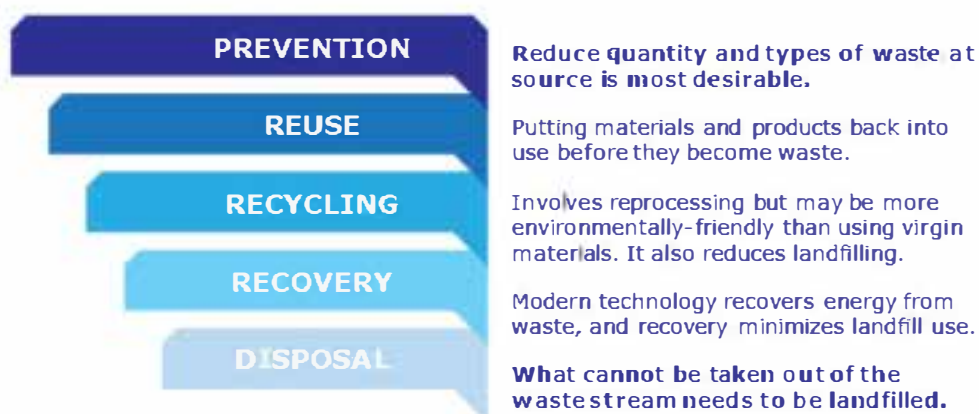 PREVENTION
Reduce quantity and types of waste at
source is most desirable.
REUSE
Putting materials and products back into
use before they become waste.
RECYCLING
Involves reprocessing but may be more
environmentally-friendly than using virgin
materials. It also reduces landfilling.
RECOVERY
Modern technology recovers energy from
waste, and recovery minimizes landfill use.
DISPOSAL
What cannot be taken out of the
waste stream needs to be landfilled.